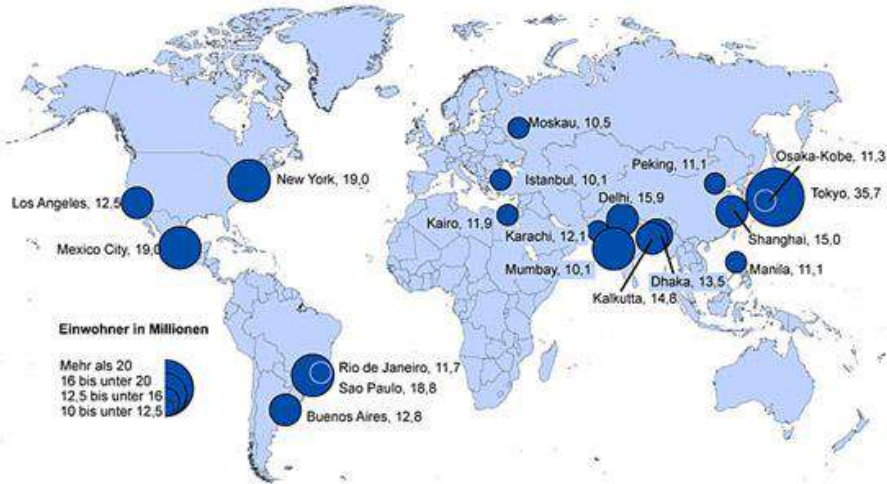 Moskau, 10,5
Osaka-Kobe, 11,3
Peking, 11,1
New York, 19,0
Istanbul, 10,1
Tokyo, 35,7
Los Angeles, 12,5
Delhi, 15,9
Kairo, 11,9
Karachi, 12,1
Shanghai, 15,0
Mexico City, 19,0
Mumbay, 10,1
Manila, 11,1
Dhaka, 13,5
Kalkutta, 14,8
Einwohner in Millionen
Mehr als 20
16 bis unter 20
12,5 bis unter 16
10 bis unter 12,5
Rio de Janeiro, 11,7
Sao Paulo, 18,8
Buenos Aires, 12,8